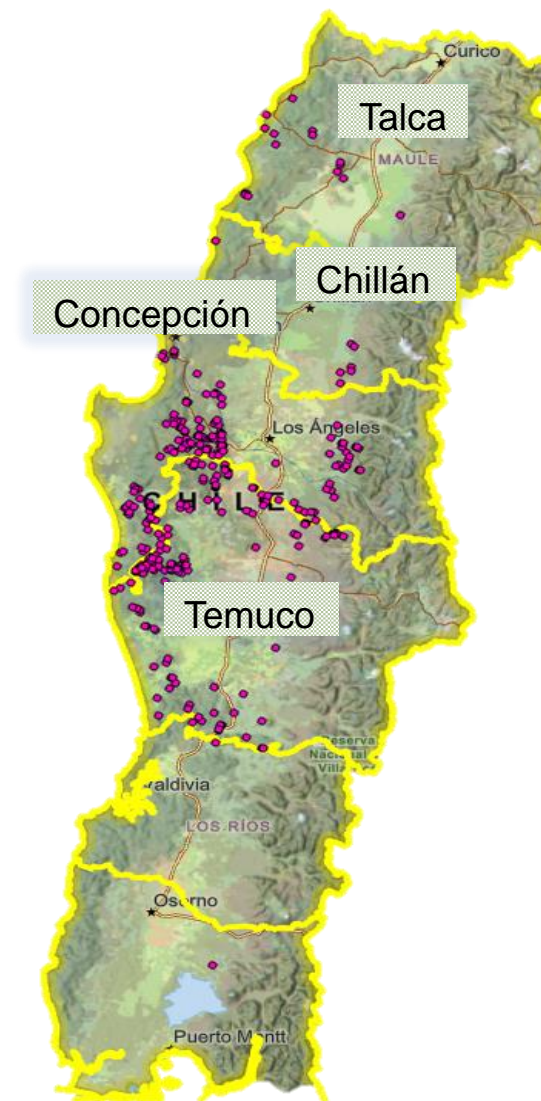 Curico
Talca
MAULE
Chillán
Concepción
Los Ángeles
CHILE
Temuco
Reserva
Nacional
Valdivia
LOS RÍOS
Osorno
Puerto Montt